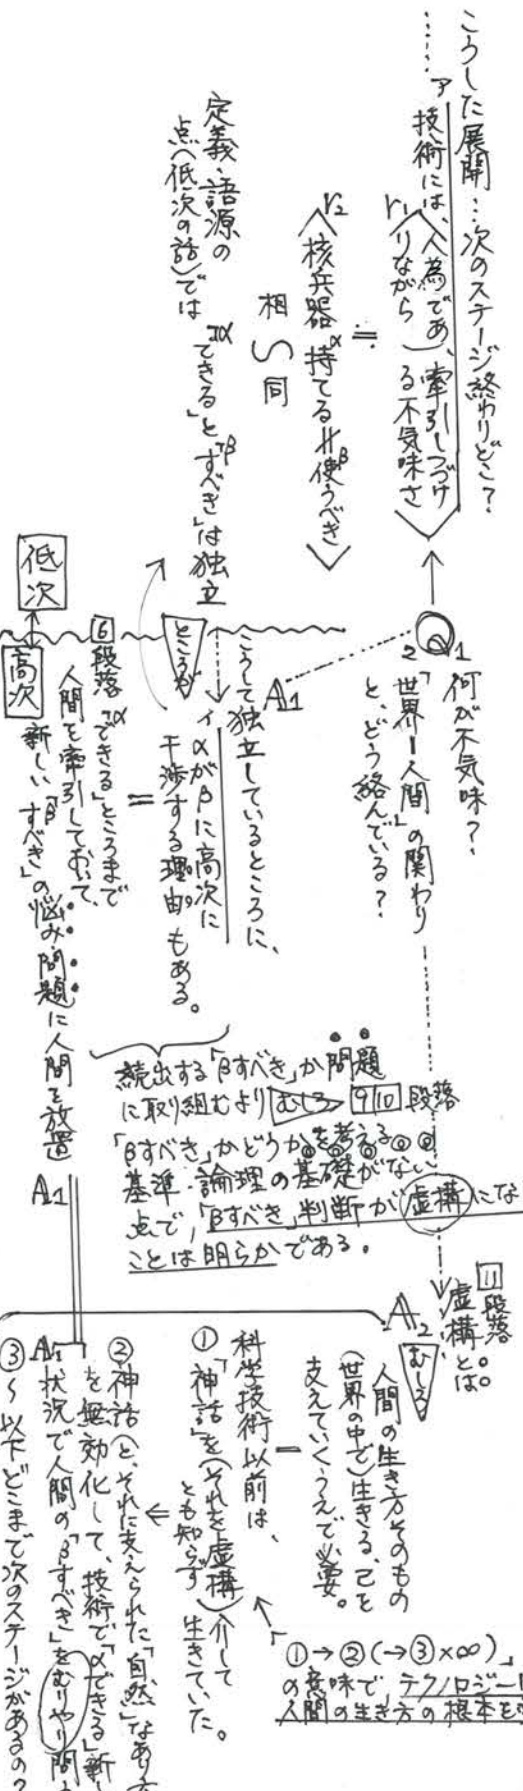 こうした展開…次のステージ終わりどこ？
……ア
技術には、人為であり、牽引しつづけ
りながら）る不気味さ
r₁
≒
r₂
核兵器 持てる≠使うべき
α
β
相〜同
定義・語源の
点（低次の話）では
「できる」と「すべき」は独立
α
β
Q
1 何が不気味？
2 「世界ー人間」の関わり
と、どう絡んでいる？
A1
こうして独立しているところに、
ところが
イ αがβに高次に
干渉する理由もある。
＝
6段落 「できる」ところまで
人間を牽引しておいて、
新しい「βすべき」の悩み・問題に人間を放置
低次
高次
続出する「βすべき」か問題
に取り組むより むしろ 9 10 段落
「βすべき」かどうかを考える
基準・論理の基礎がない
点で、「βすべき」判断が虚構にな
ことは明らかである。
A1
11段落
虚構とは
A2
むしろ
人間の生き方そのもの
（世界の中で）生きる、己を
支えていくうえで必要。
＝
科学技術以前は、
① 「神話」を（それを虚構）介して
とも知らず）生きていた。
② 神話（と、それに支えられた「自然」なあり方
を無効化して、技術で「αできる」新し
A1 状況で人間の「βすべき」をむりやり問
③〜以下どこまで次のステージがあるの？
「①→②（→③×∞）」
の意味で、テクノロジーは
人間の生き方の根本を